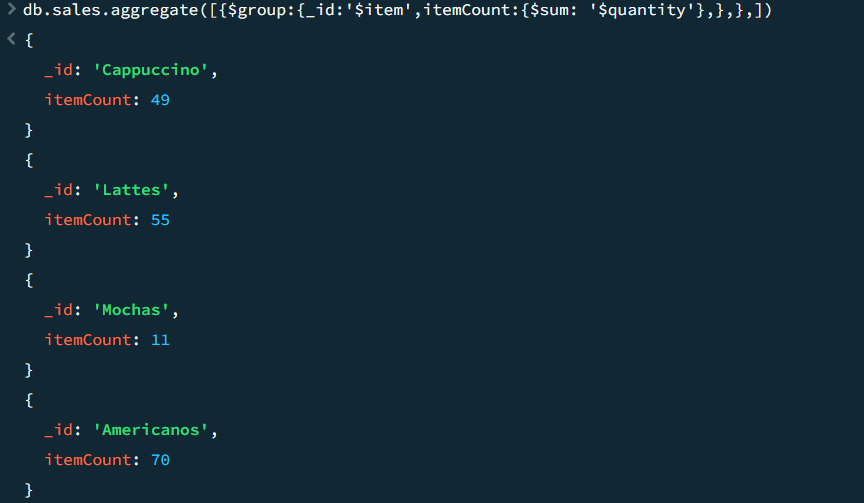 > db.sales.aggregate([{$group:{_id:'$item',itemCount:{$sum: '$quantity'},},},])
< {
_id: 'Cappuccino',
itemCount: 49
}
{
_id: 'Lattes',
itemCount: 55
}
{
_id: 'Mochas',
itemCount: 11
}
{
_id: 'Americanos',
itemCount: 70
}